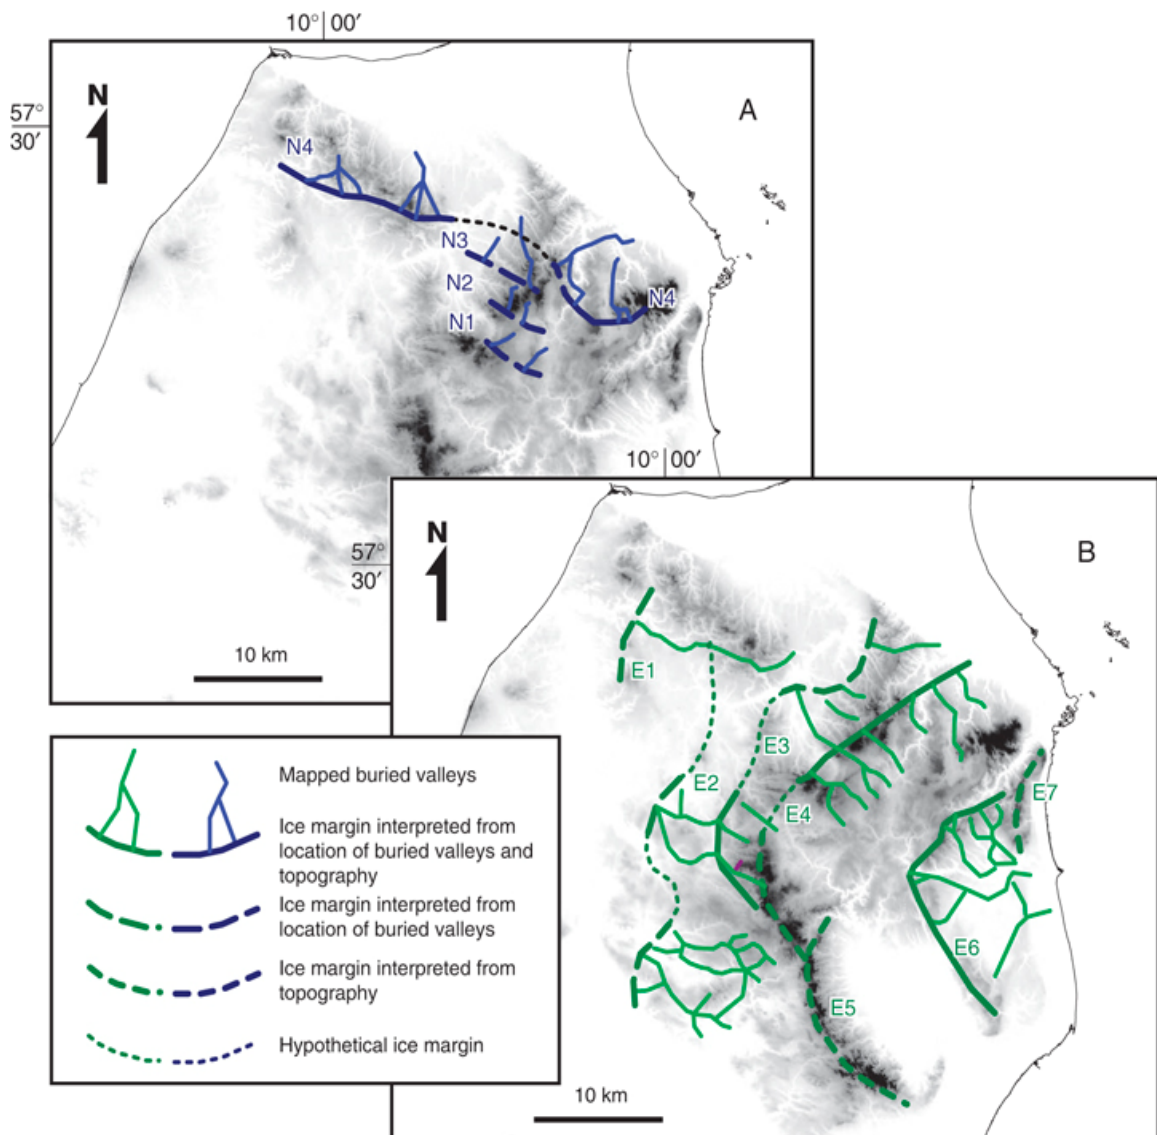 10° 00′
57°
30′
N
A
N4
N3
N2
N4
N1
10 km
10° 00′
57°
30′
N
B
E1
E3
E2
E4
E7
E6
E5
10 km
Mapped buried valleys
Ice margin interpreted from
location of buried valleys and
topography
Ice margin interpreted from
location of buried valleys
Ice margin interpreted from
topography
Hypothetical ice margin